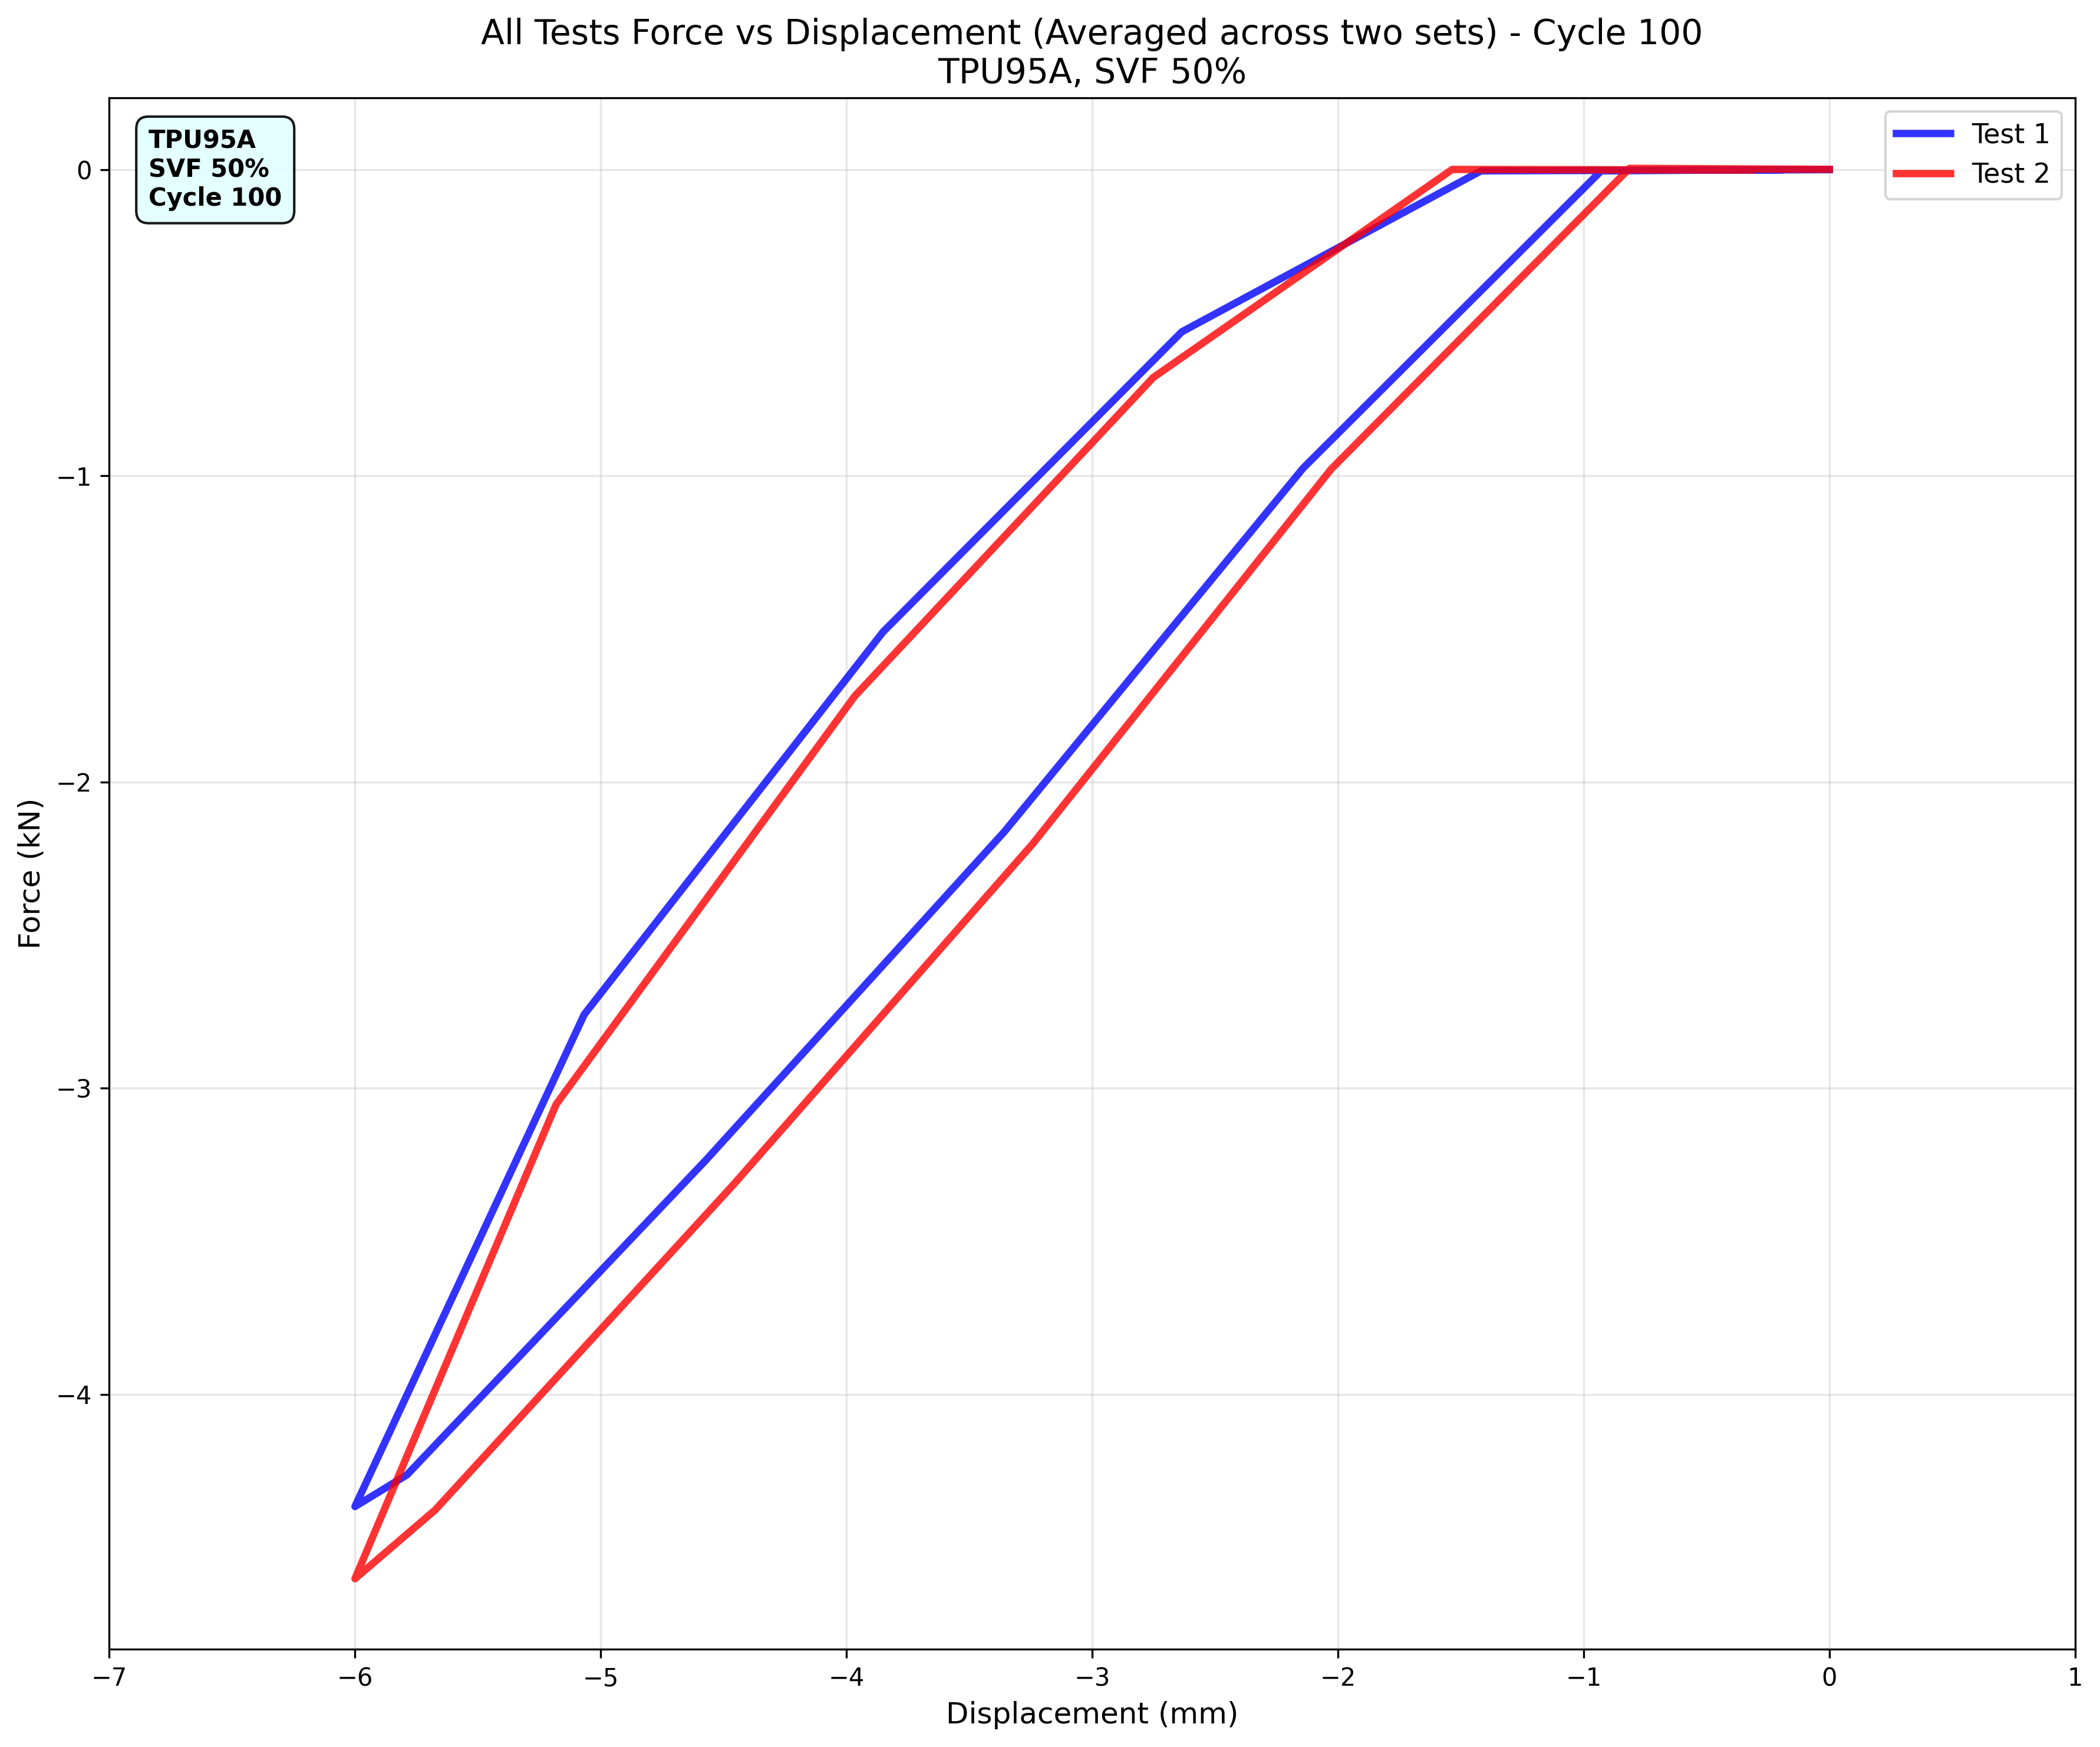 All Tests Force vs Displacement (Averaged across two sets) - Cycle 100
TPU95A, SVF 50%
TPU95A
SVF 50%
Cycle 100
Test 1
Test 2
0
−1
−2
−3
−4
Force (kN)
−7 −6 −5 −4 −3 −2 −1 0 1
Displacement (mm)